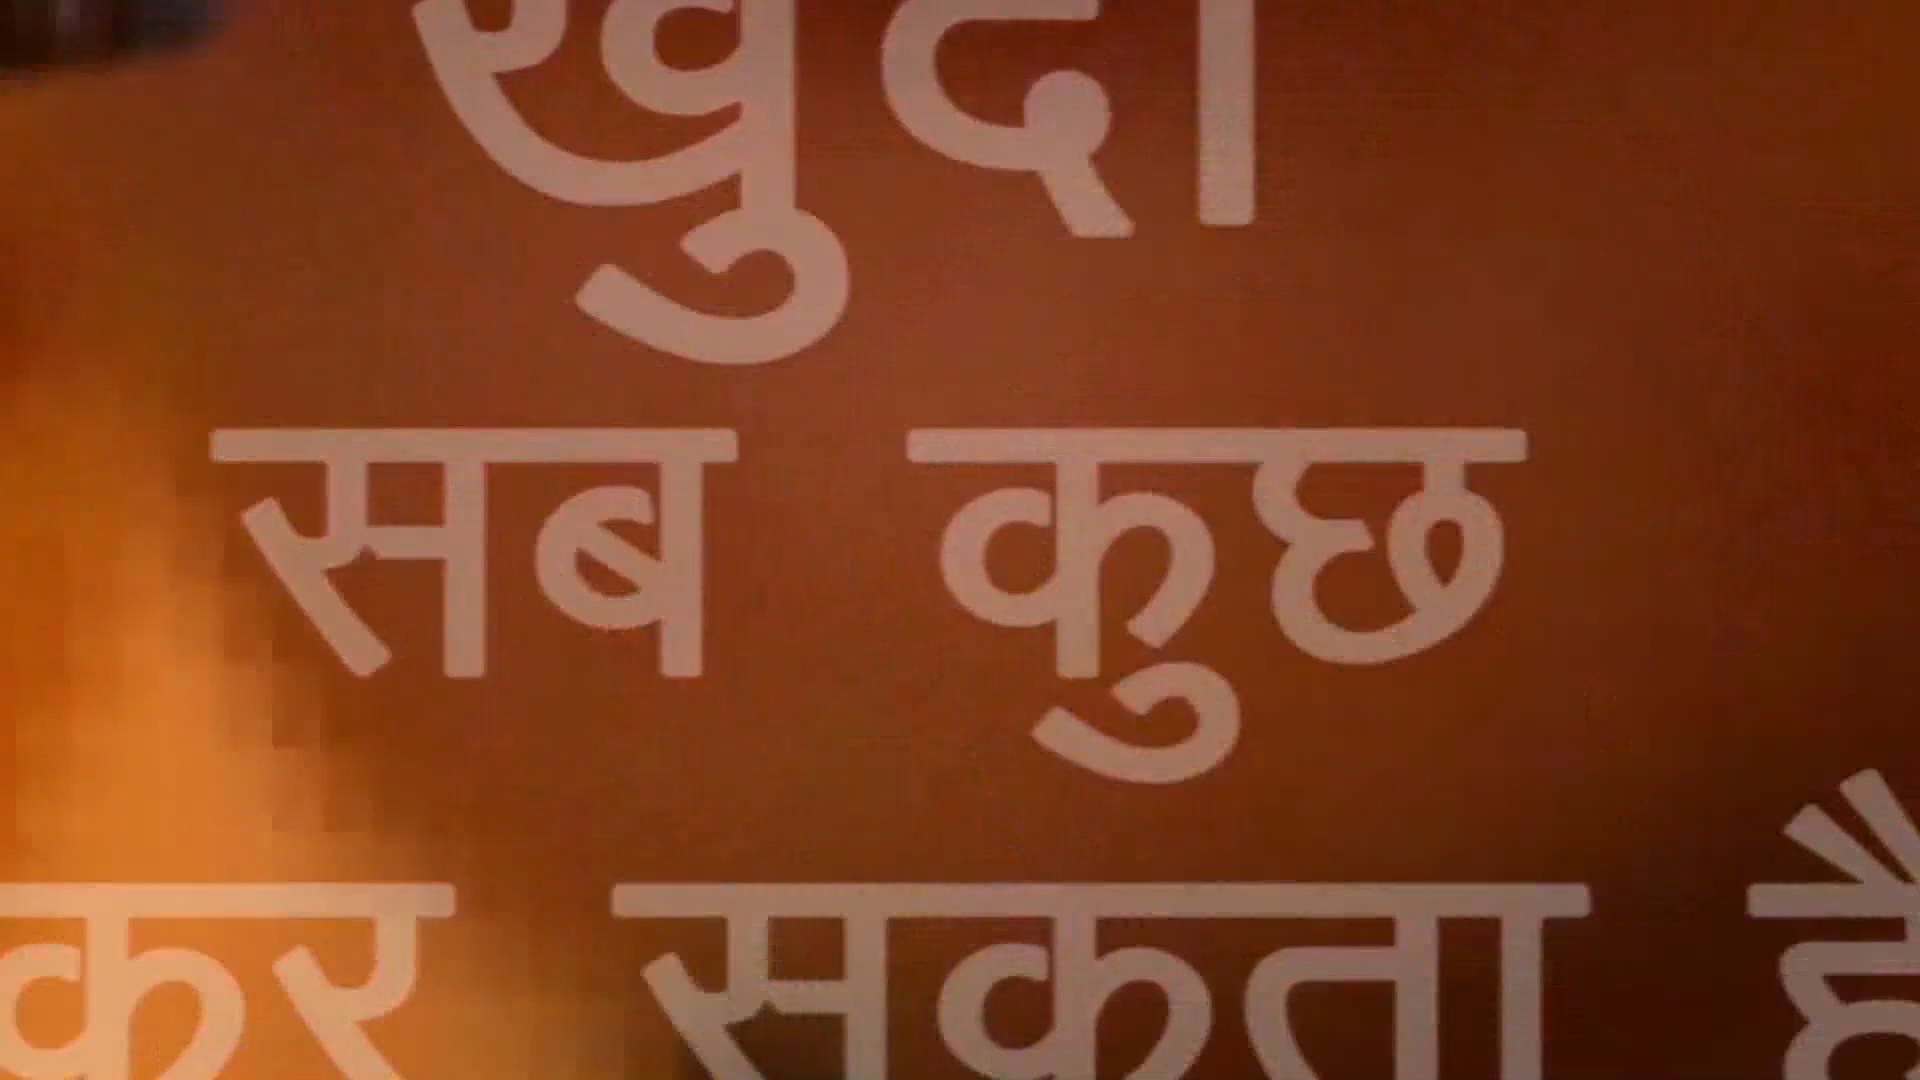 खुदा
सब कुछ
कर सकता है